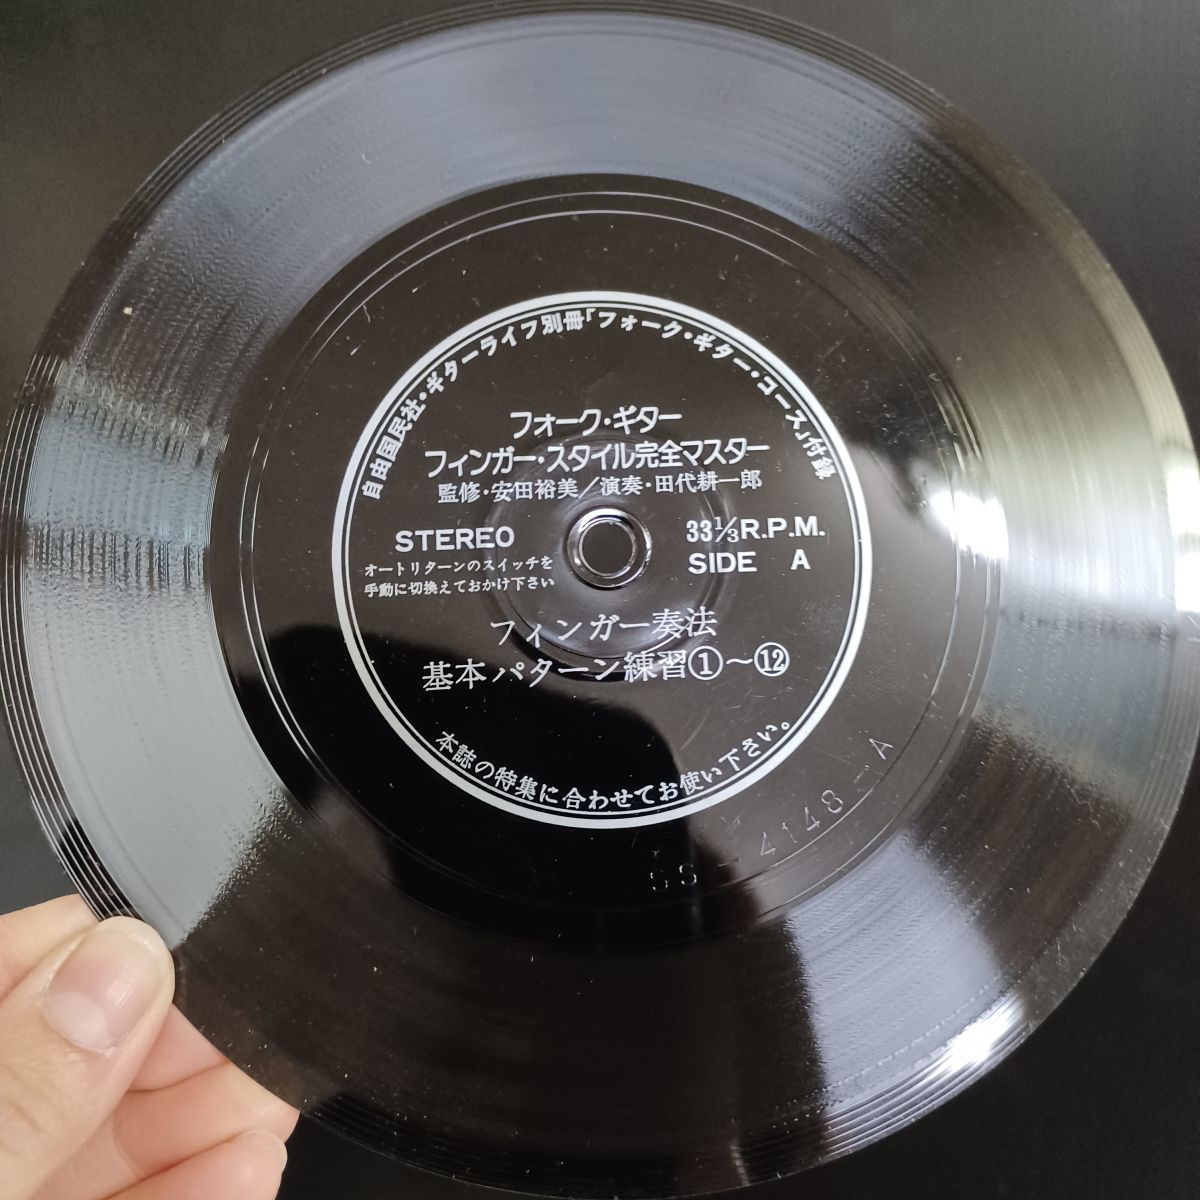 自由国民社・ギターライフ別冊「フォーク・ギター・コース」付録
フォーク・ギター
フィンガー・スタイル完全マスター
監修・安田裕美／演奏・田代耕一郎
STEREO
33⅓R.P.M.
オートリターンのスイッチを
手動に切換えておかけ下さい
SIDE A
フィンガー奏法
基本パターン練習①～⑫
本誌の特集に合わせてお使い下さい。
SS-4148-A